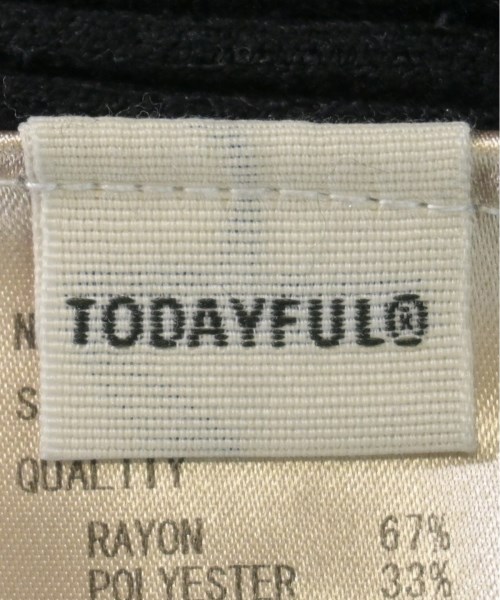 TODAYFUL®
N
S
QUALITY
RAYON 67%
POLYESTER 33%